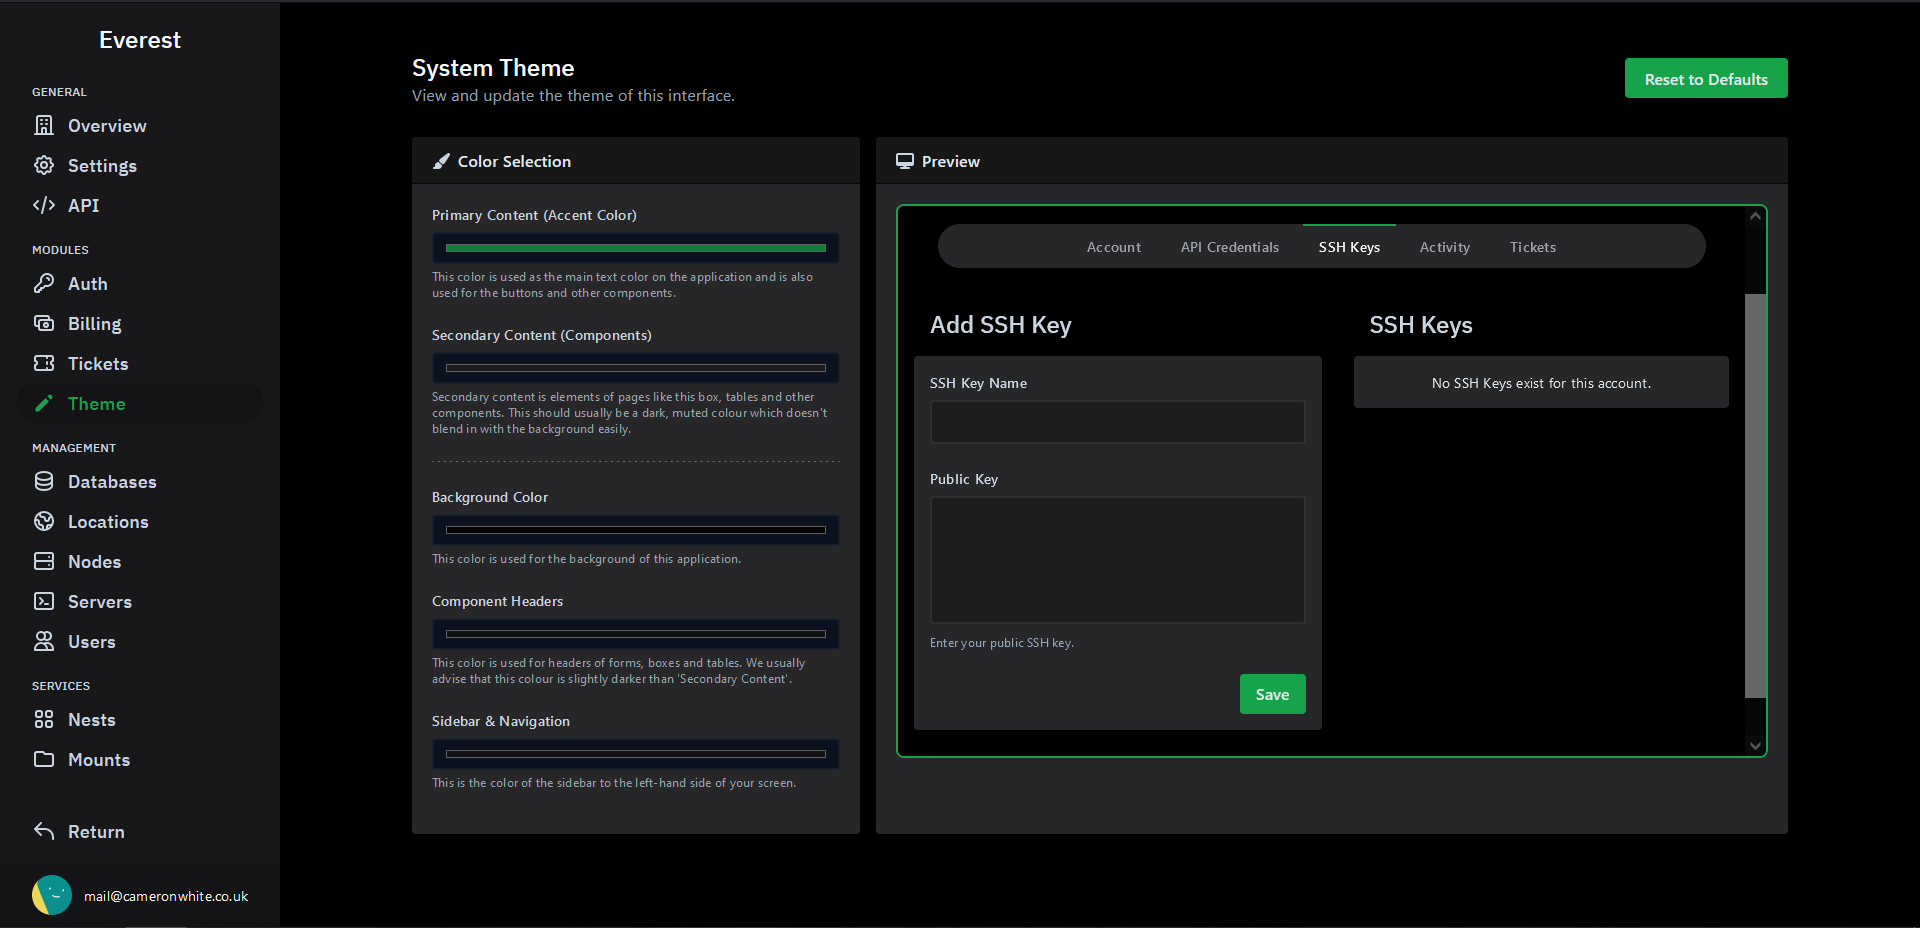 Everest
GENERAL
Overview
Settings
API
MODULES
Auth
Billing
Tickets
Theme
MANAGEMENT
Databases
Locations
Nodes
Servers
Users
SERVICES
Nests
Mounts
Return
mail@cameronwhite.co.uk
System Theme
View and update the theme of this interface.
Reset to Defaults
Color Selection
Primary Content (Accent Color)
This color is used as the main text color on the application and is also
used for the buttons and other components.
Secondary Content (Components)
Secondary content is elements of pages like this box, tables and other
components. This should usually be a dark, muted colour which doesn't
blend in with the background easily.
Background Color
This color is used for the background of this application.
Component Headers
This color is used for headers of forms, boxes and tables. We usually
advise that this colour is slightly darker than 'Secondary Content'.
Sidebar & Navigation
This is the color of the sidebar to the left-hand side of your screen.
Preview
Account API Credentials SSH Keys Activity Tickets
Add SSH Key
SSH Key Name
Public Key
Enter your public SSH key.
Save
SSH Keys
No SSH Keys exist for this account.